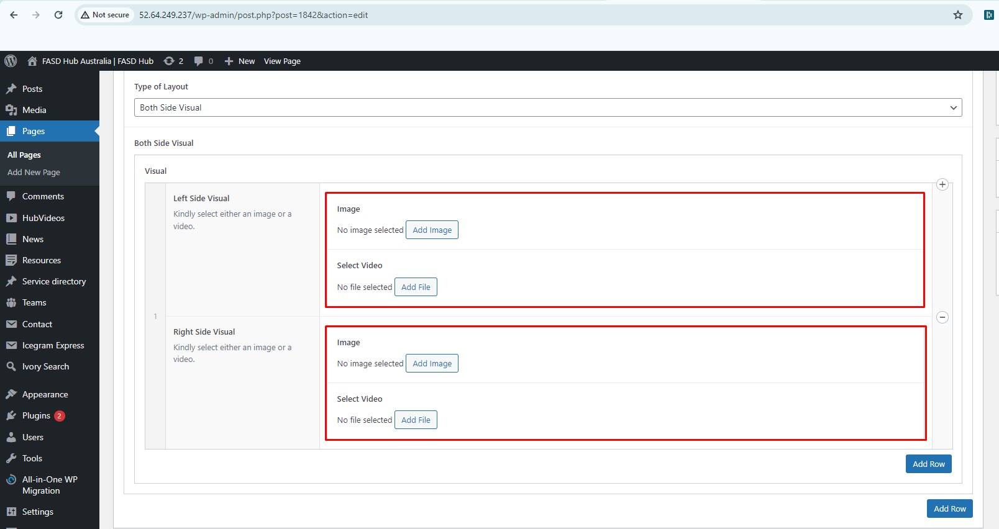 Not secure 52.64.249.237/wp-admin/post.php?post=1842&action=edit
FASD Hub Australia | FASD Hub 2 0 New View Page
Posts
Media
Pages
All Pages
Add New Page
Comments
HubVideos
News
Resources
Service directory
Teams
Contact
Icegram Express
Ivory Search
Appearance
Plugins 2
Users
Tools
All-in-One WP
Migration
Settings
Type of Layout
Both Side Visual
Both Side Visual
Visual
1
Left Side Visual
Kindly select either an image or a
video.
Image
No image selected Add Image
Select Video
No file selected Add File
Right Side Visual
Kindly select either an image or a
video.
Image
No image selected Add Image
Select Video
No file selected Add File
Add Row
Add Row